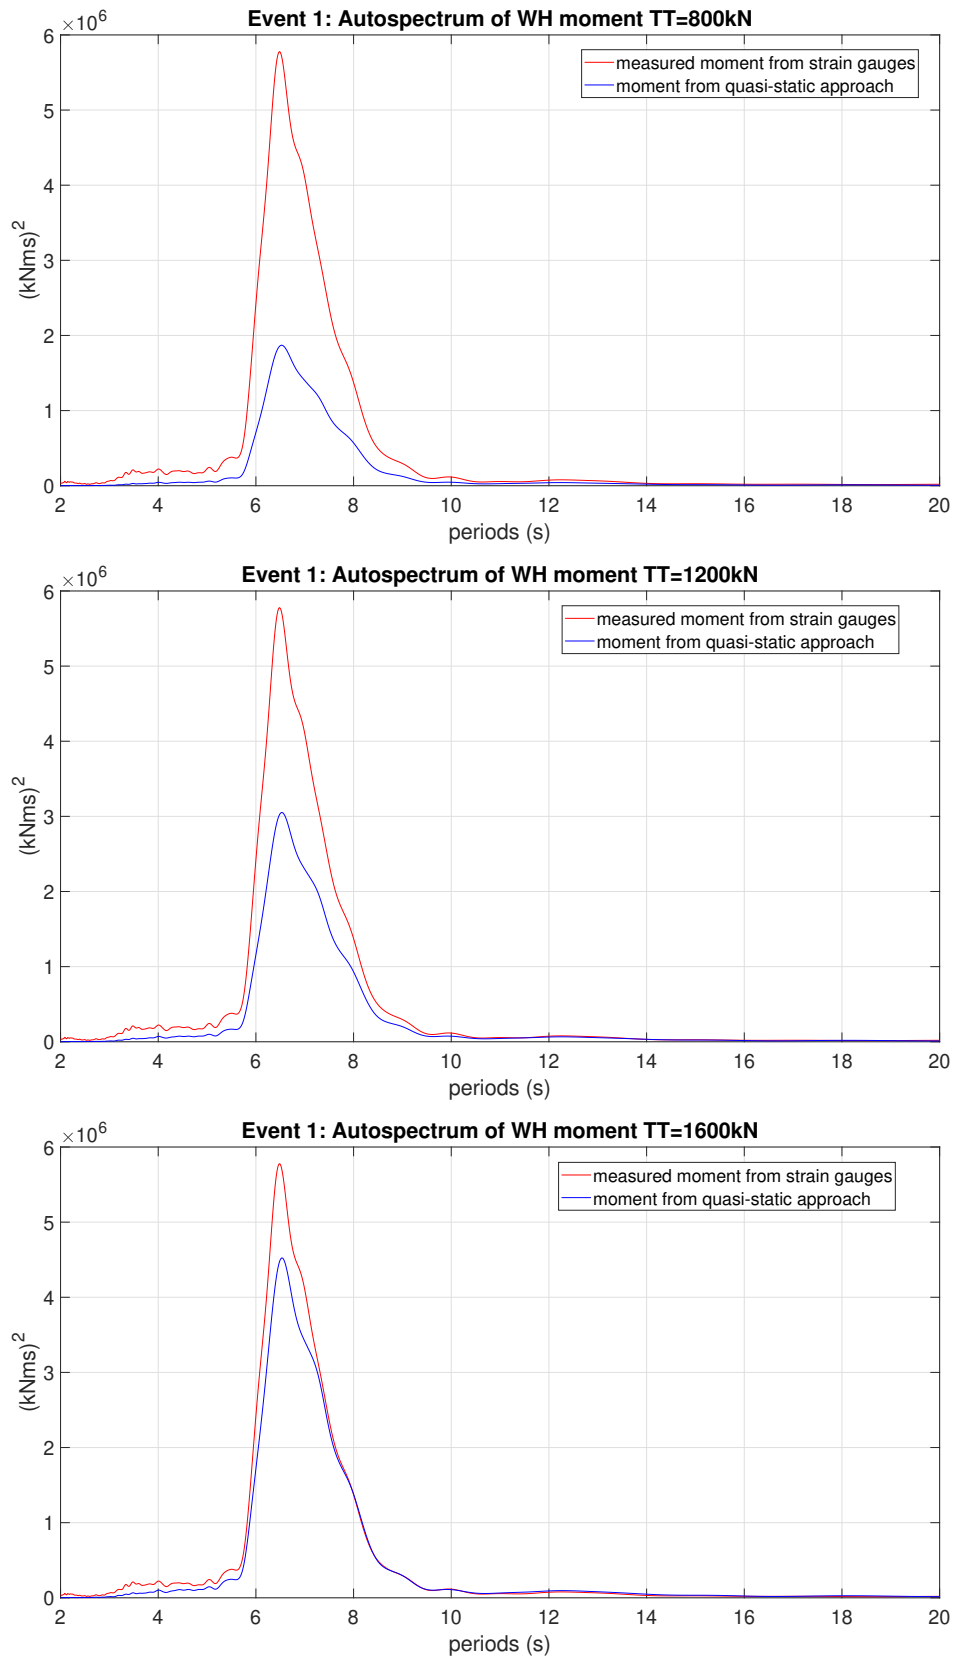 Event 1: Autospectrum of WH moment TT=800kN
×10^6
6
5
4
3
2
1
0
(kNms)^2
measured moment from strain gauges
moment from quasi-static approach
2 4 6 8 10 12 14 16 18 20
periods (s)
Event 1: Autospectrum of WH moment TT=1200kN
×10^6
6
5
4
3
2
1
0
(kNms)^2
measured moment from strain gauges
moment from quasi-static approach
2 4 6 8 10 12 14 16 18 20
periods (s)
Event 1: Autospectrum of WH moment TT=1600kN
×10^6
6
5
4
3
2
1
0
(kNms)^2
measured moment from strain gauges
moment from quasi-static approach
2 4 6 8 10 12 14 16 18 20
periods (s)